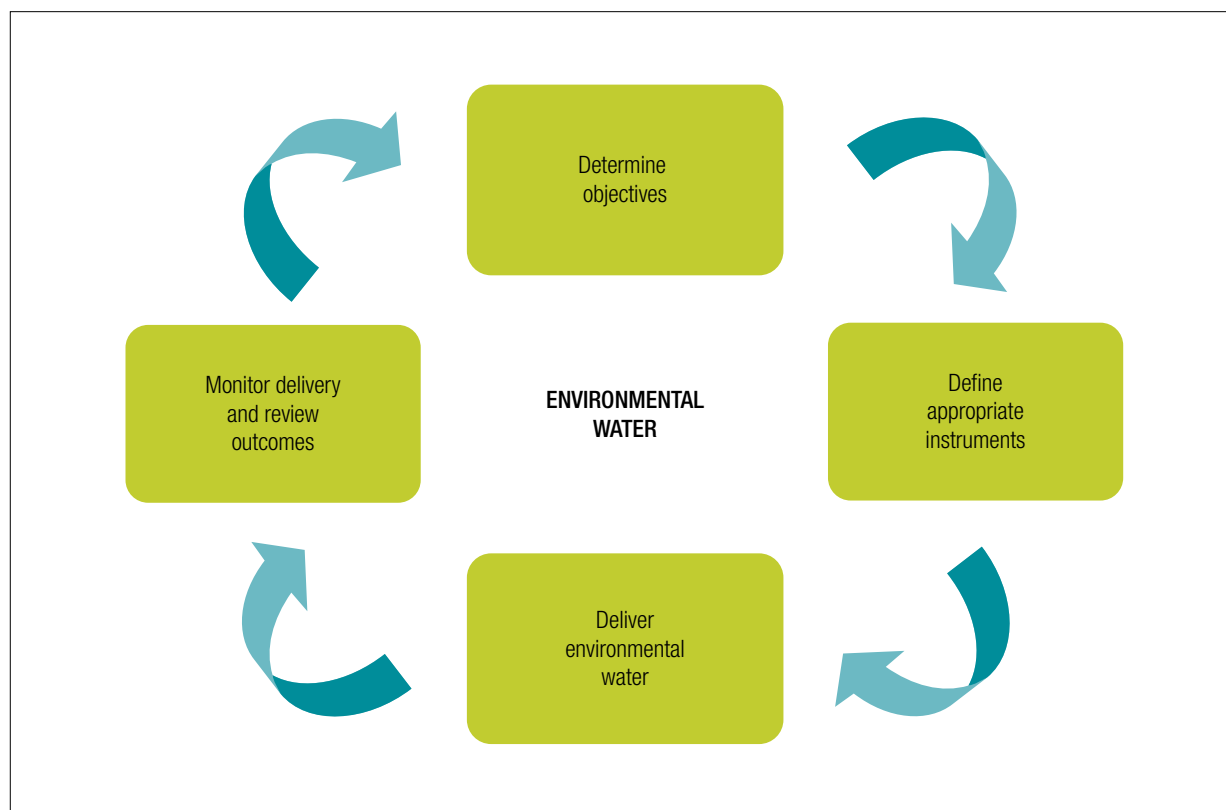 Determine
objectives
Define
appropriate
instruments
Deliver
environmental
water
Monitor delivery
and review
outcomes
ENVIRONMENTAL
WATER